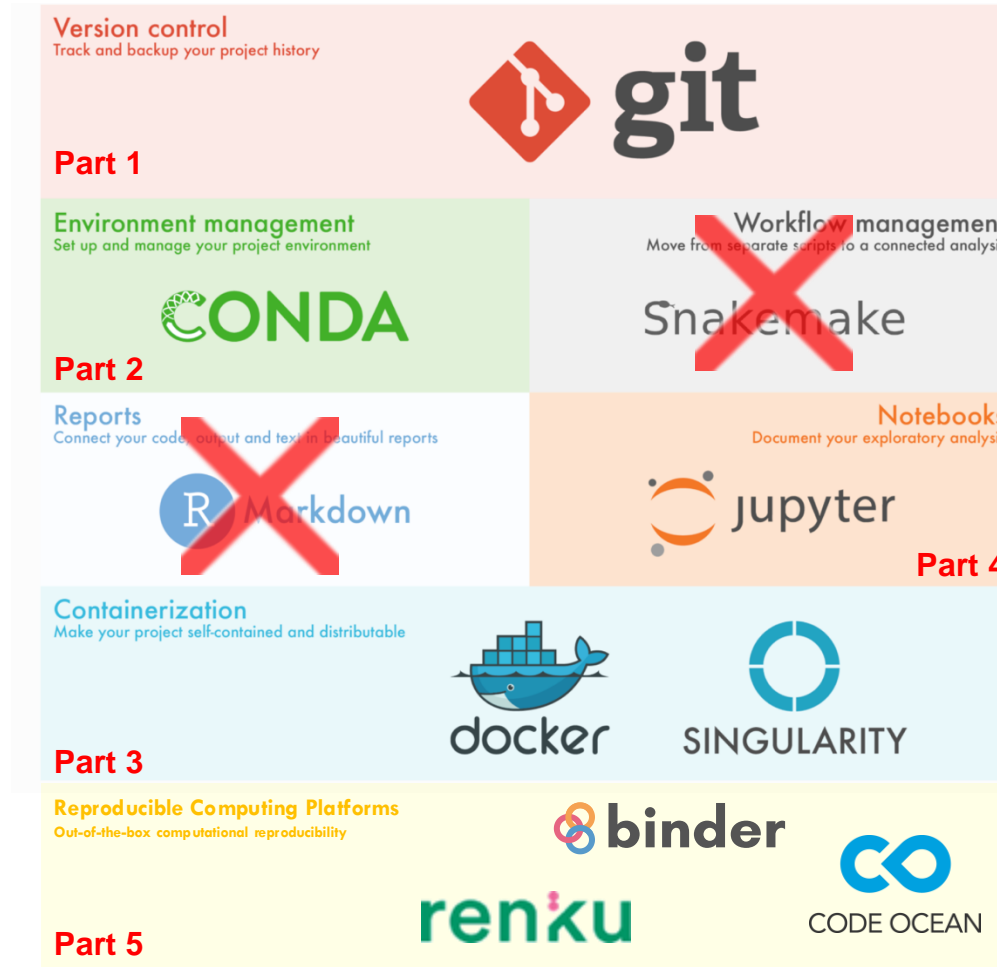 Version control
Track and backup your project history
git
Part 1
Environment management
Set up and manage your project environment
CONDA
Part 2
Workflow managemen
Move from separate scripts to a connected analysi
Snakemake
Reports
Connect your code, output and text in beautiful reports
R Markdown
Notebooks
Document your exploratory analysi
jupyter
Part 4
Containerization
Make your project self-contained and distributable
docker
SINGULARITY
Part 3
Reproducible Computing Platforms
Out-of-the-box computational reproducibility
binder
renku
CODE OCEAN
Part 5